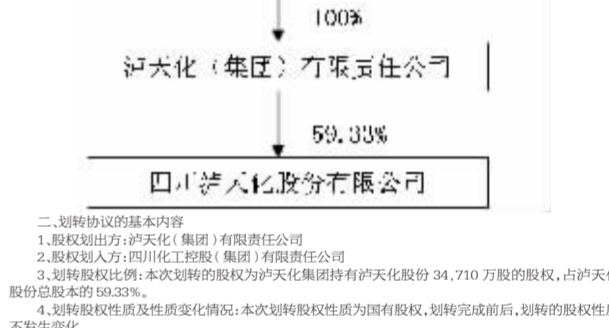 100%
泸天化（集团）有限责任公司
59.33%
四川泸天化股份有限公司
二、划转协议的基本内容
1、股权划出方：泸天化（集团）有限责任公司
2、股权划入方：四川化工控股（集团）有限责任公司
3、划转股权比例：本次划转的股权为泸天化集团持有泸天化股份 34,710 万股的股权，占泸天化
股份总股本的 59.33%。
4、划转股权性质及性质变化情况：本次划转股权性质为国有股权，划转完成前后，划转的股权性质
不发生变化